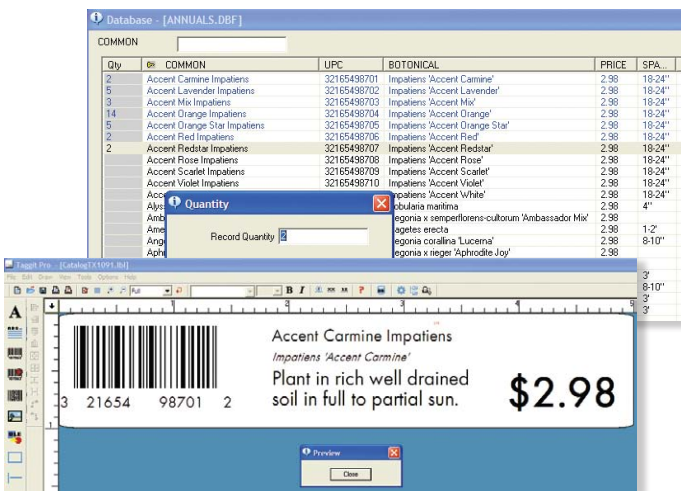 Database - [ANNUALS.DBF]
COMMON
Qty COMMON UPC BOTONICAL PRICE SPA...
2 Accent Carmine Impatiens 32165498701 Impatiens 'Accent Carmine' 2.98 18-24"
5 Accent Lavender Impatiens 32165498702 Impatiens 'Accent Lavender' 2.98 18-24"
3 Accent Mix Impatiens 32165498703 Impatiens 'Accent Mix' 2.98 18-24"
14 Accent Orange Impatiens 32165498704 Impatiens 'Accent Orange' 2.98 18-24"
5 Accent Orange Star Impatiens 32165498705 Impatiens 'Accent Orange Star' 2.98 18-24"
2 Accent Red Impatiens 32165498706 Impatiens 'Accent Red' 2.98 18-24"
2 Accent Redstar Impatiens 32165498707 Impatiens 'Accent Redstar' 2.98 18-24"
Accent Rose Impatiens 32165498708 Impatiens 'Accent Rose' 2.98 18-24"
Accent Scarlet Impatiens 32165498709 Impatiens 'Accent Scarlet' 2.98 18-24"
Accent Violet Impatiens 32165498710 Impatiens 'Accent Violet' 2.98 18-24"
'Accent White' 2.98 18-24"
maritima 2.98 4"
x semperflorens-cultorum 'Ambassador Mix' 2.98
erecta 2.98 1-2'
corallina 'Lucerna' 2.98 8-10"
x rieger 'Aphrodite Joy' 2.98
3'
8-10"
3'
3'
Quantity
Record Quantity 2
Taggit Pro - [CatalogTX1091.lbl]
File Edit Draw View Tools Options Help
Full
B I
1 2 3 4 5
A
Accent Carmine Impatiens
Impatiens 'Accent Carmine'
Plant in rich well drained
soil in full to partial sun.
$2.98
3 21654 98701 2
1
Preview
Close